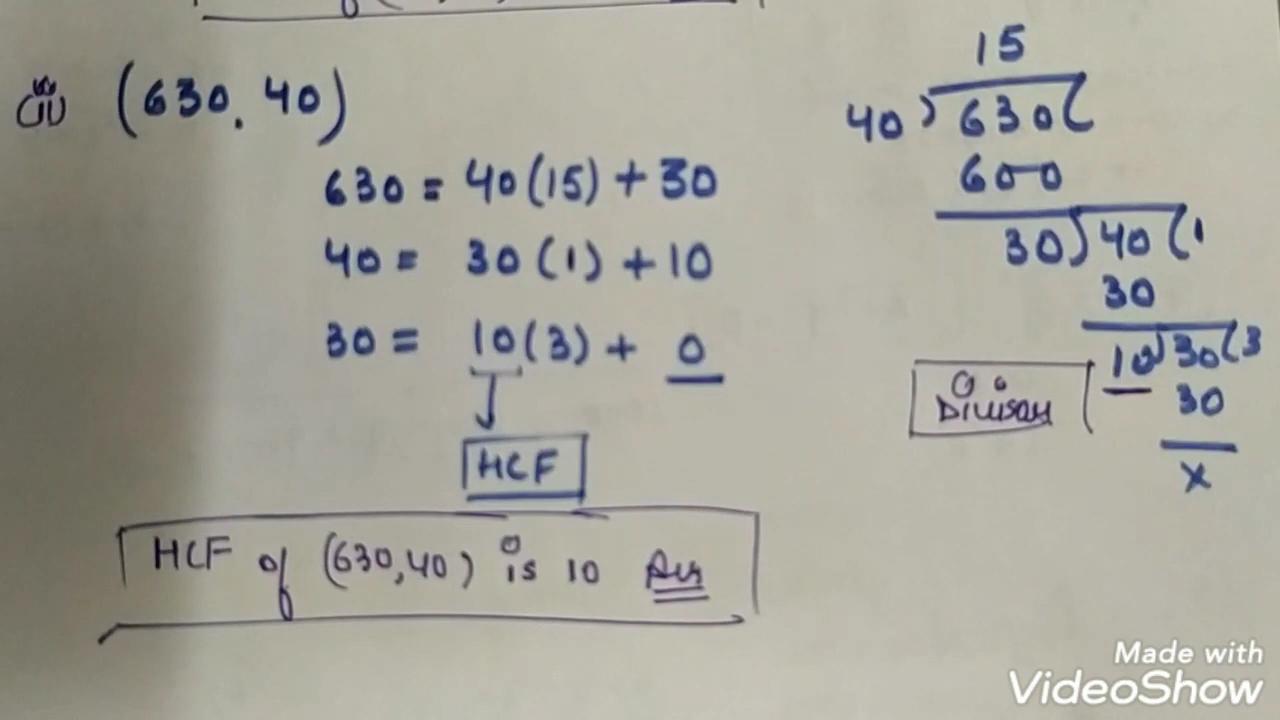 ii (630, 40)
630 = 40(15) + 30
40 = 30(1) + 10
30 = 10(3) + 0
HCF
HCF of (630,40) is 10 Ans
15
40)630(
600
30)40(1
30
10)30(3
30
x
Divisor
Made with
VideoShow